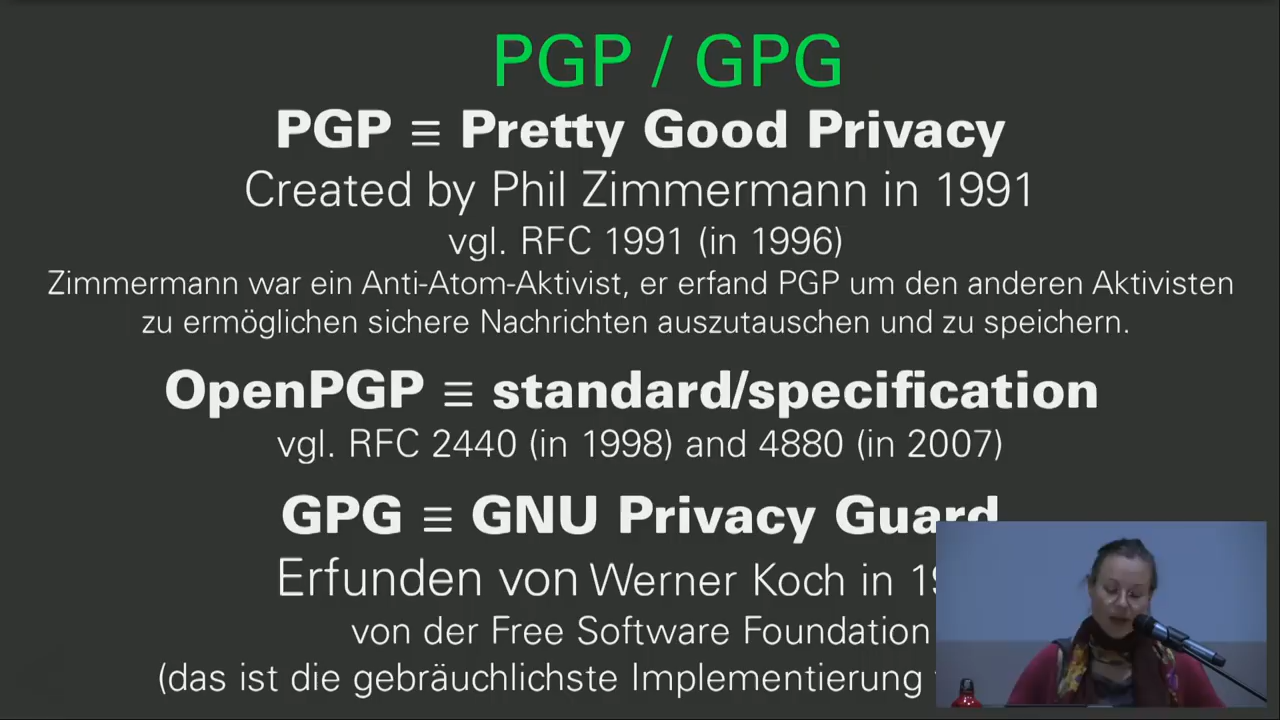 PGP / GPG
PGP ≡ Pretty Good Privacy
Created by Phil Zimmermann in 1991
vgl. RFC 1991 (in 1996)
Zimmermann war ein Anti-Atom-Aktivist, er erfand PGP um den anderen Aktivisten
zu ermöglichen sichere Nachrichten auszutauschen und zu speichern.
OpenPGP ≡ standard/specification
vgl. RFC 2440 (in 1998) and 4880 (in 2007)
GPG ≡ GNU Privacy Guard
Erfunden von Werner Koch in
von der Free Software Foundation
(das ist die gebräuchlichste Implementierung